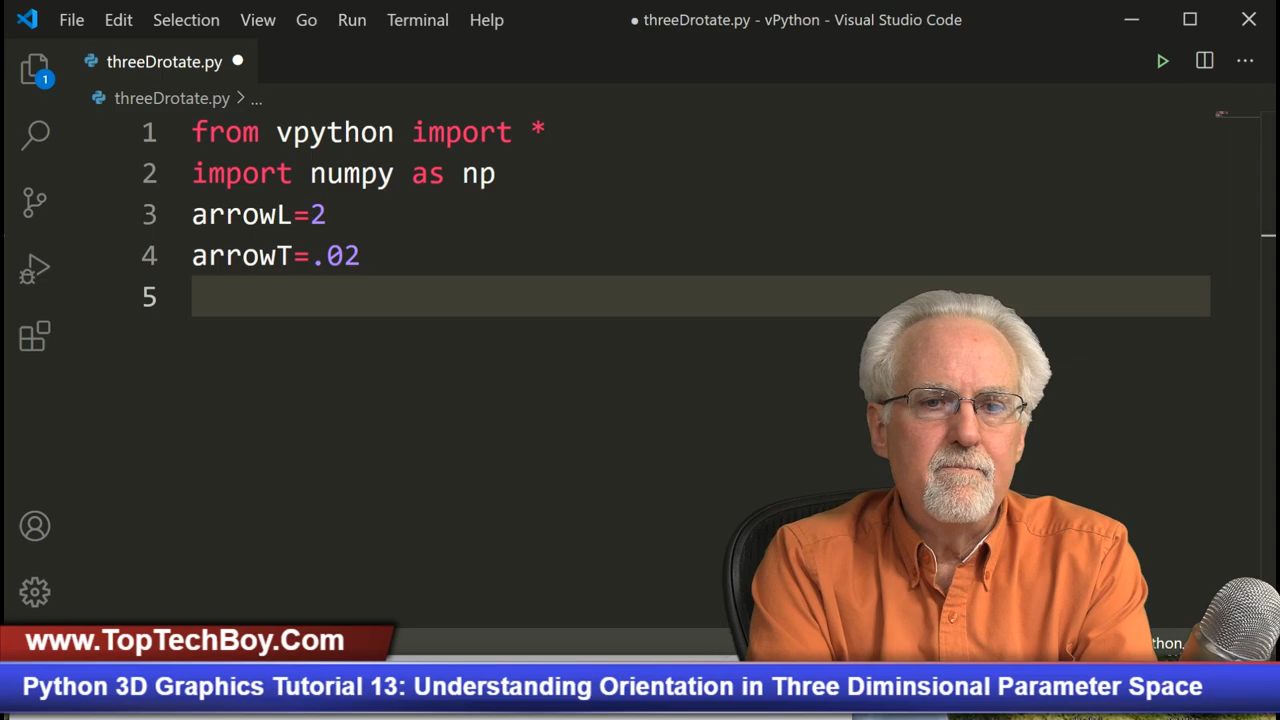 File Edit Selection View Go Run Terminal Help
● threeDrotate.py - vPython - Visual Studio Code
threeDrotate.py ●
1
threeDrotate.py > ...
1 from vpython import *
2 import numpy as np
3 arrowL=2
4 arrowT=.02
5
www.TopTechBoy.Com
Python 3D Graphics Tutorial 13: Understanding Orientation in Three Diminsional Parameter Space